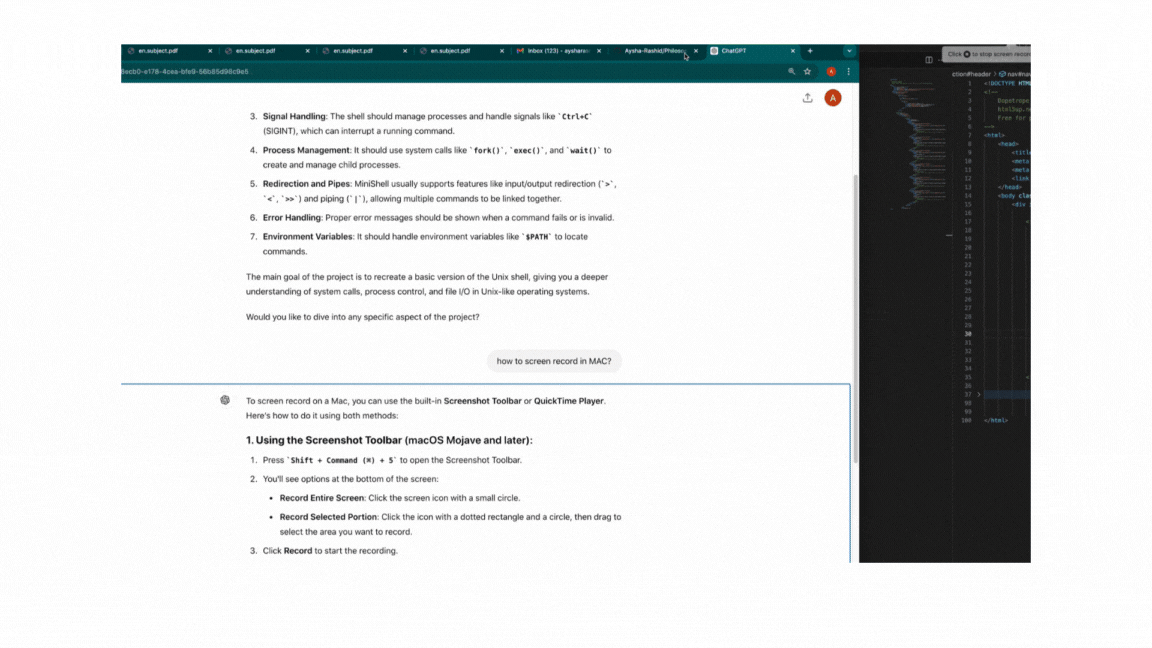 en.subject.pdf
en.subject.pdf
en.subject.pdf
en.subject.pdf
Inbox (123) - aysharas
Aysha-Rashid/Philoso
ChatGPT
Click to stop screen recor
A
A
3. Signal Handling: The shell should manage processes and handle signals like `Ctrl+C`
(SIGINT), which can interrupt a running command.
4. Process Management: It should use system calls like `fork()`, `exec()`, and `wait()` to
create and manage child processes.
5. Redirection and Pipes: MiniShell usually supports features like input/output redirection (`>`,
`<`, `>>`) and piping (`|`), allowing multiple commands to be linked together.
6. Error Handling: Proper error messages should be shown when a command fails or is invalid.
7. Environment Variables: It should handle environment variables like `$PATH` to locate
commands.
The main goal of the project is to recreate a basic version of the Unix shell, giving you a deeper
understanding of system calls, process control, and file I/O in Unix-like operating systems.
Would you like to dive into any specific aspect of the project?
how to screen record in MAC?
To screen record on a Mac, you can use the built-in Screenshot Toolbar or QuickTime Player.
Here's how to do it using both methods:
1. Using the Screenshot Toolbar (macOS Mojave and later):
1. Press `Shift + Command (⌘) + 5` to open the Screenshot Toolbar.
2. You'll see options at the bottom of the screen:
• Record Entire Screen: Click the screen icon with a small circle.
• Record Selected Portion: Click the icon with a dotted rectangle and a circle, then drag to
select the area you want to record.
3. Click Record to start the recording.
1 <!DOCTYPE HTM
2 <!--
3
4
5 Free for
6 -->
7 <html>
8 <head>
9 <title
10 <meta
11 <meta
12 <link
13 </head>
14 <body clas
15 <div
16
17 <
18
19
20
21
22
23
24
25
26
27
28
29
30
31
32
33
34
35 <
37
98
99
100 </html>